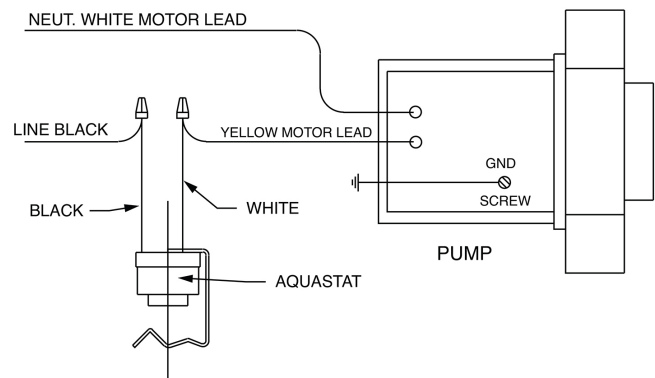 NEUT. WHITE MOTOR LEAD
LINE BLACK
YELLOW MOTOR LEAD
GND
SCREW
BLACK
WHITE
PUMP
AQUASTAT